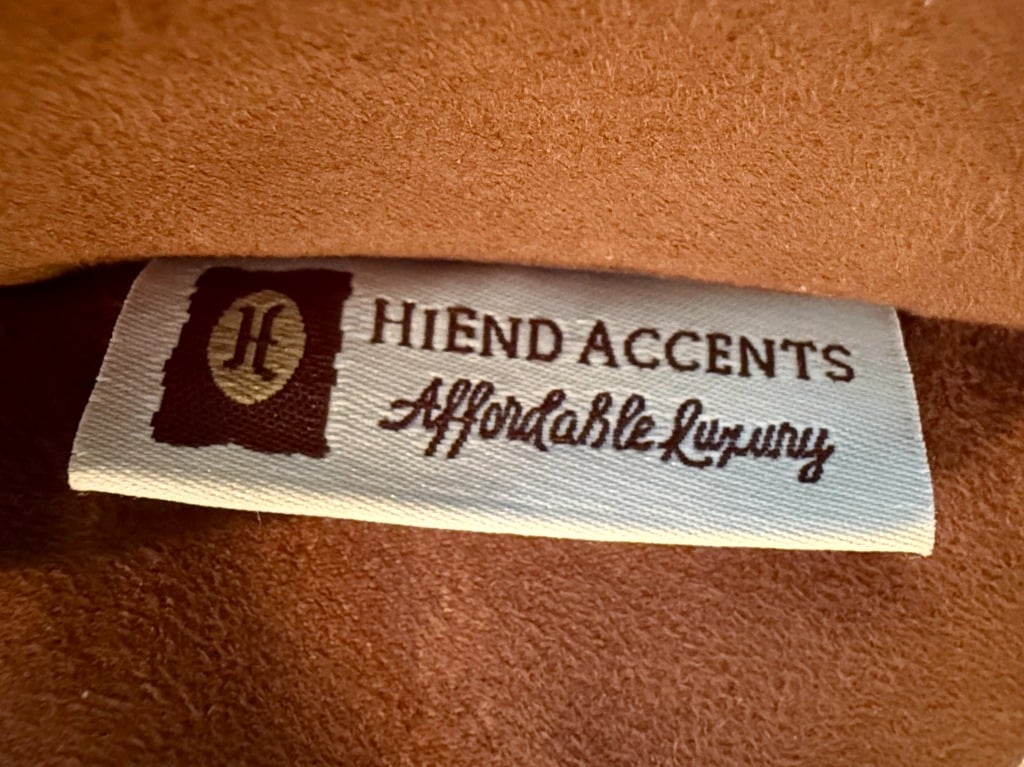 H
HiEND ACCENTS
Affordable Luxury